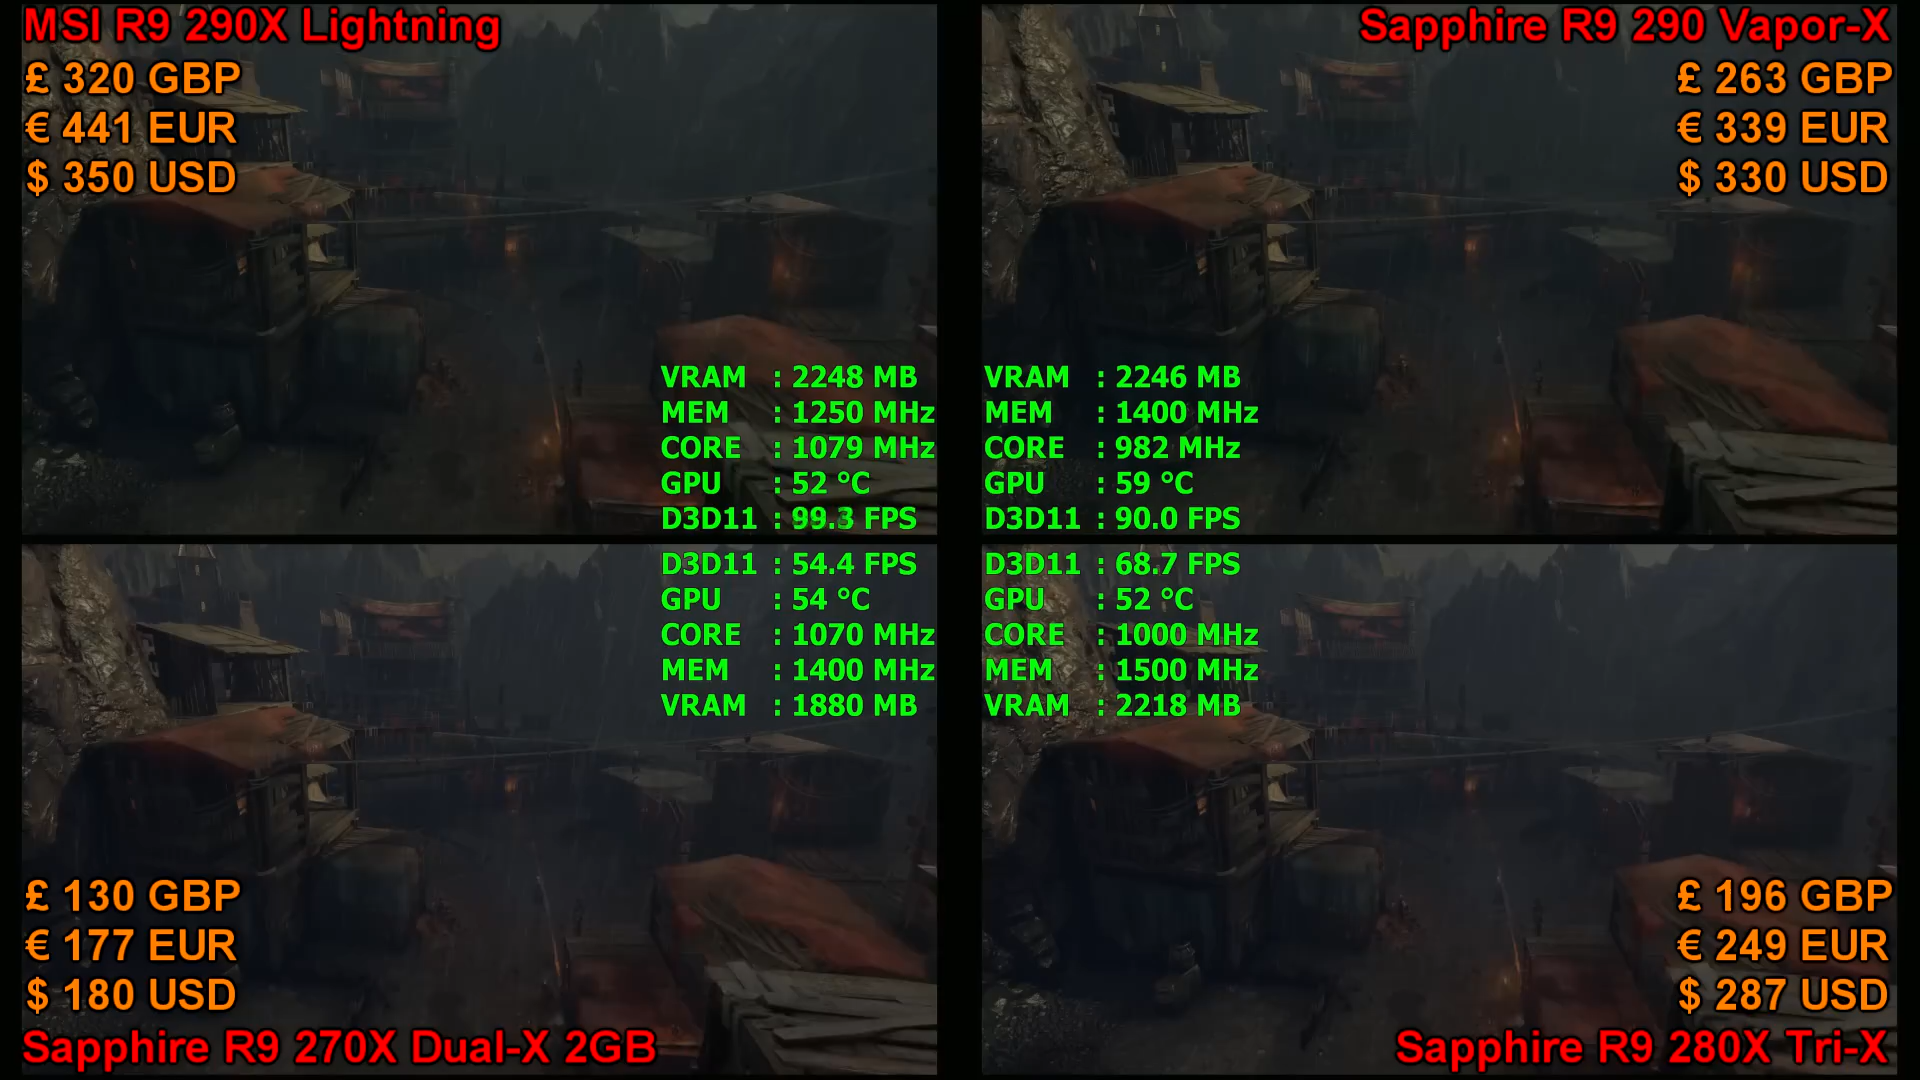 MSI R9 290X Lightning
£ 320 GBP
€ 441 EUR
$ 350 USD
VRAM : 2248 MB
MEM : 1250 MHz
CORE : 1079 MHz
GPU : 52 °C
D3D11 : 99.3 FPS
Sapphire R9 290 Vapor-X
£ 263 GBP
€ 339 EUR
$ 330 USD
VRAM : 2246 MB
MEM : 1400 MHz
CORE : 982 MHz
GPU : 59 °C
D3D11 : 90.0 FPS
D3D11 : 54.4 FPS
GPU : 54 °C
CORE : 1070 MHz
MEM : 1400 MHz
VRAM : 1880 MB
£ 130 GBP
€ 177 EUR
$ 180 USD
Sapphire R9 270X Dual-X 2GB
D3D11 : 68.7 FPS
GPU : 52 °C
CORE : 1000 MHz
MEM : 1500 MHz
VRAM : 2218 MB
£ 196 GBP
€ 249 EUR
$ 287 USD
Sapphire R9 280X Tri-X